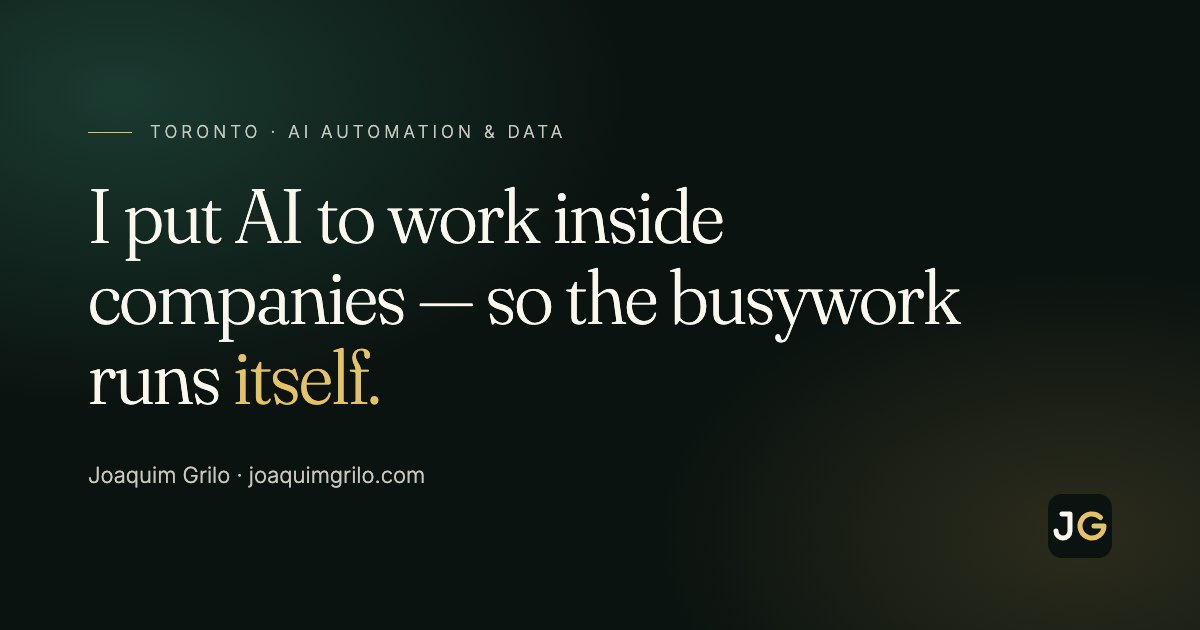 TORONTO · AI AUTOMATION & DATA
I put AI to work inside
companies — so the busywork
runs itself.
Joaquim Grilo · joaquimgrilo.com
JG